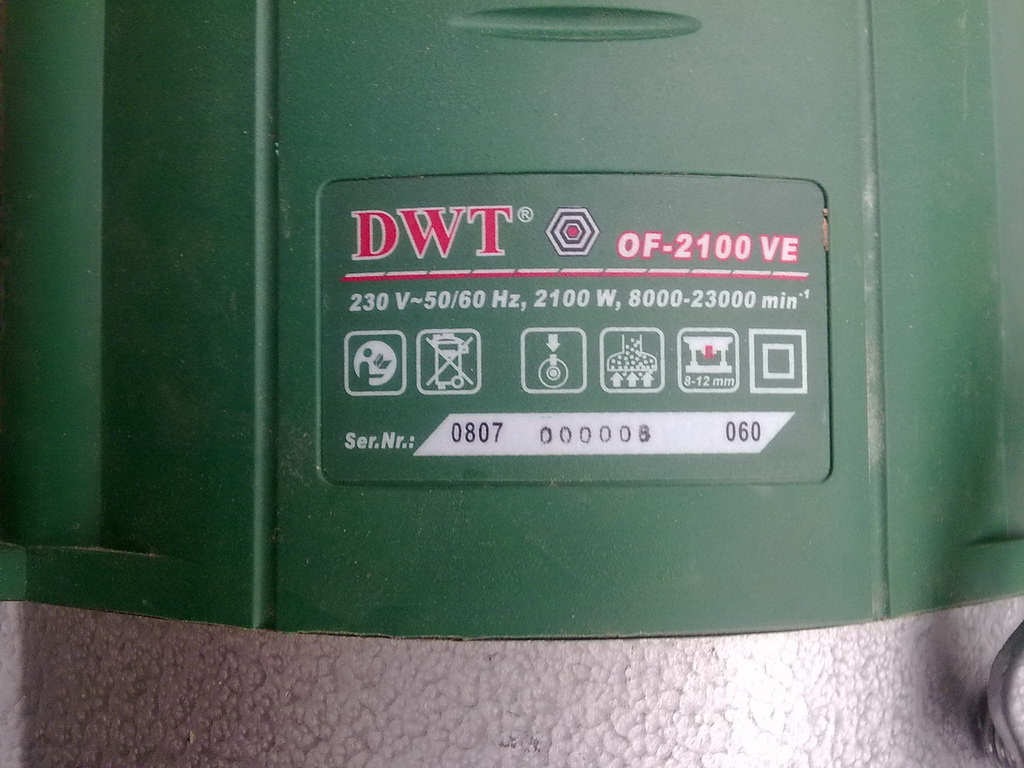 DWT® OF-2100 VE
230 V~50/60 Hz, 2100 W, 8000-23000 min⁻¹
8-12 mm
Ser.Nr.: 0807 000008 060